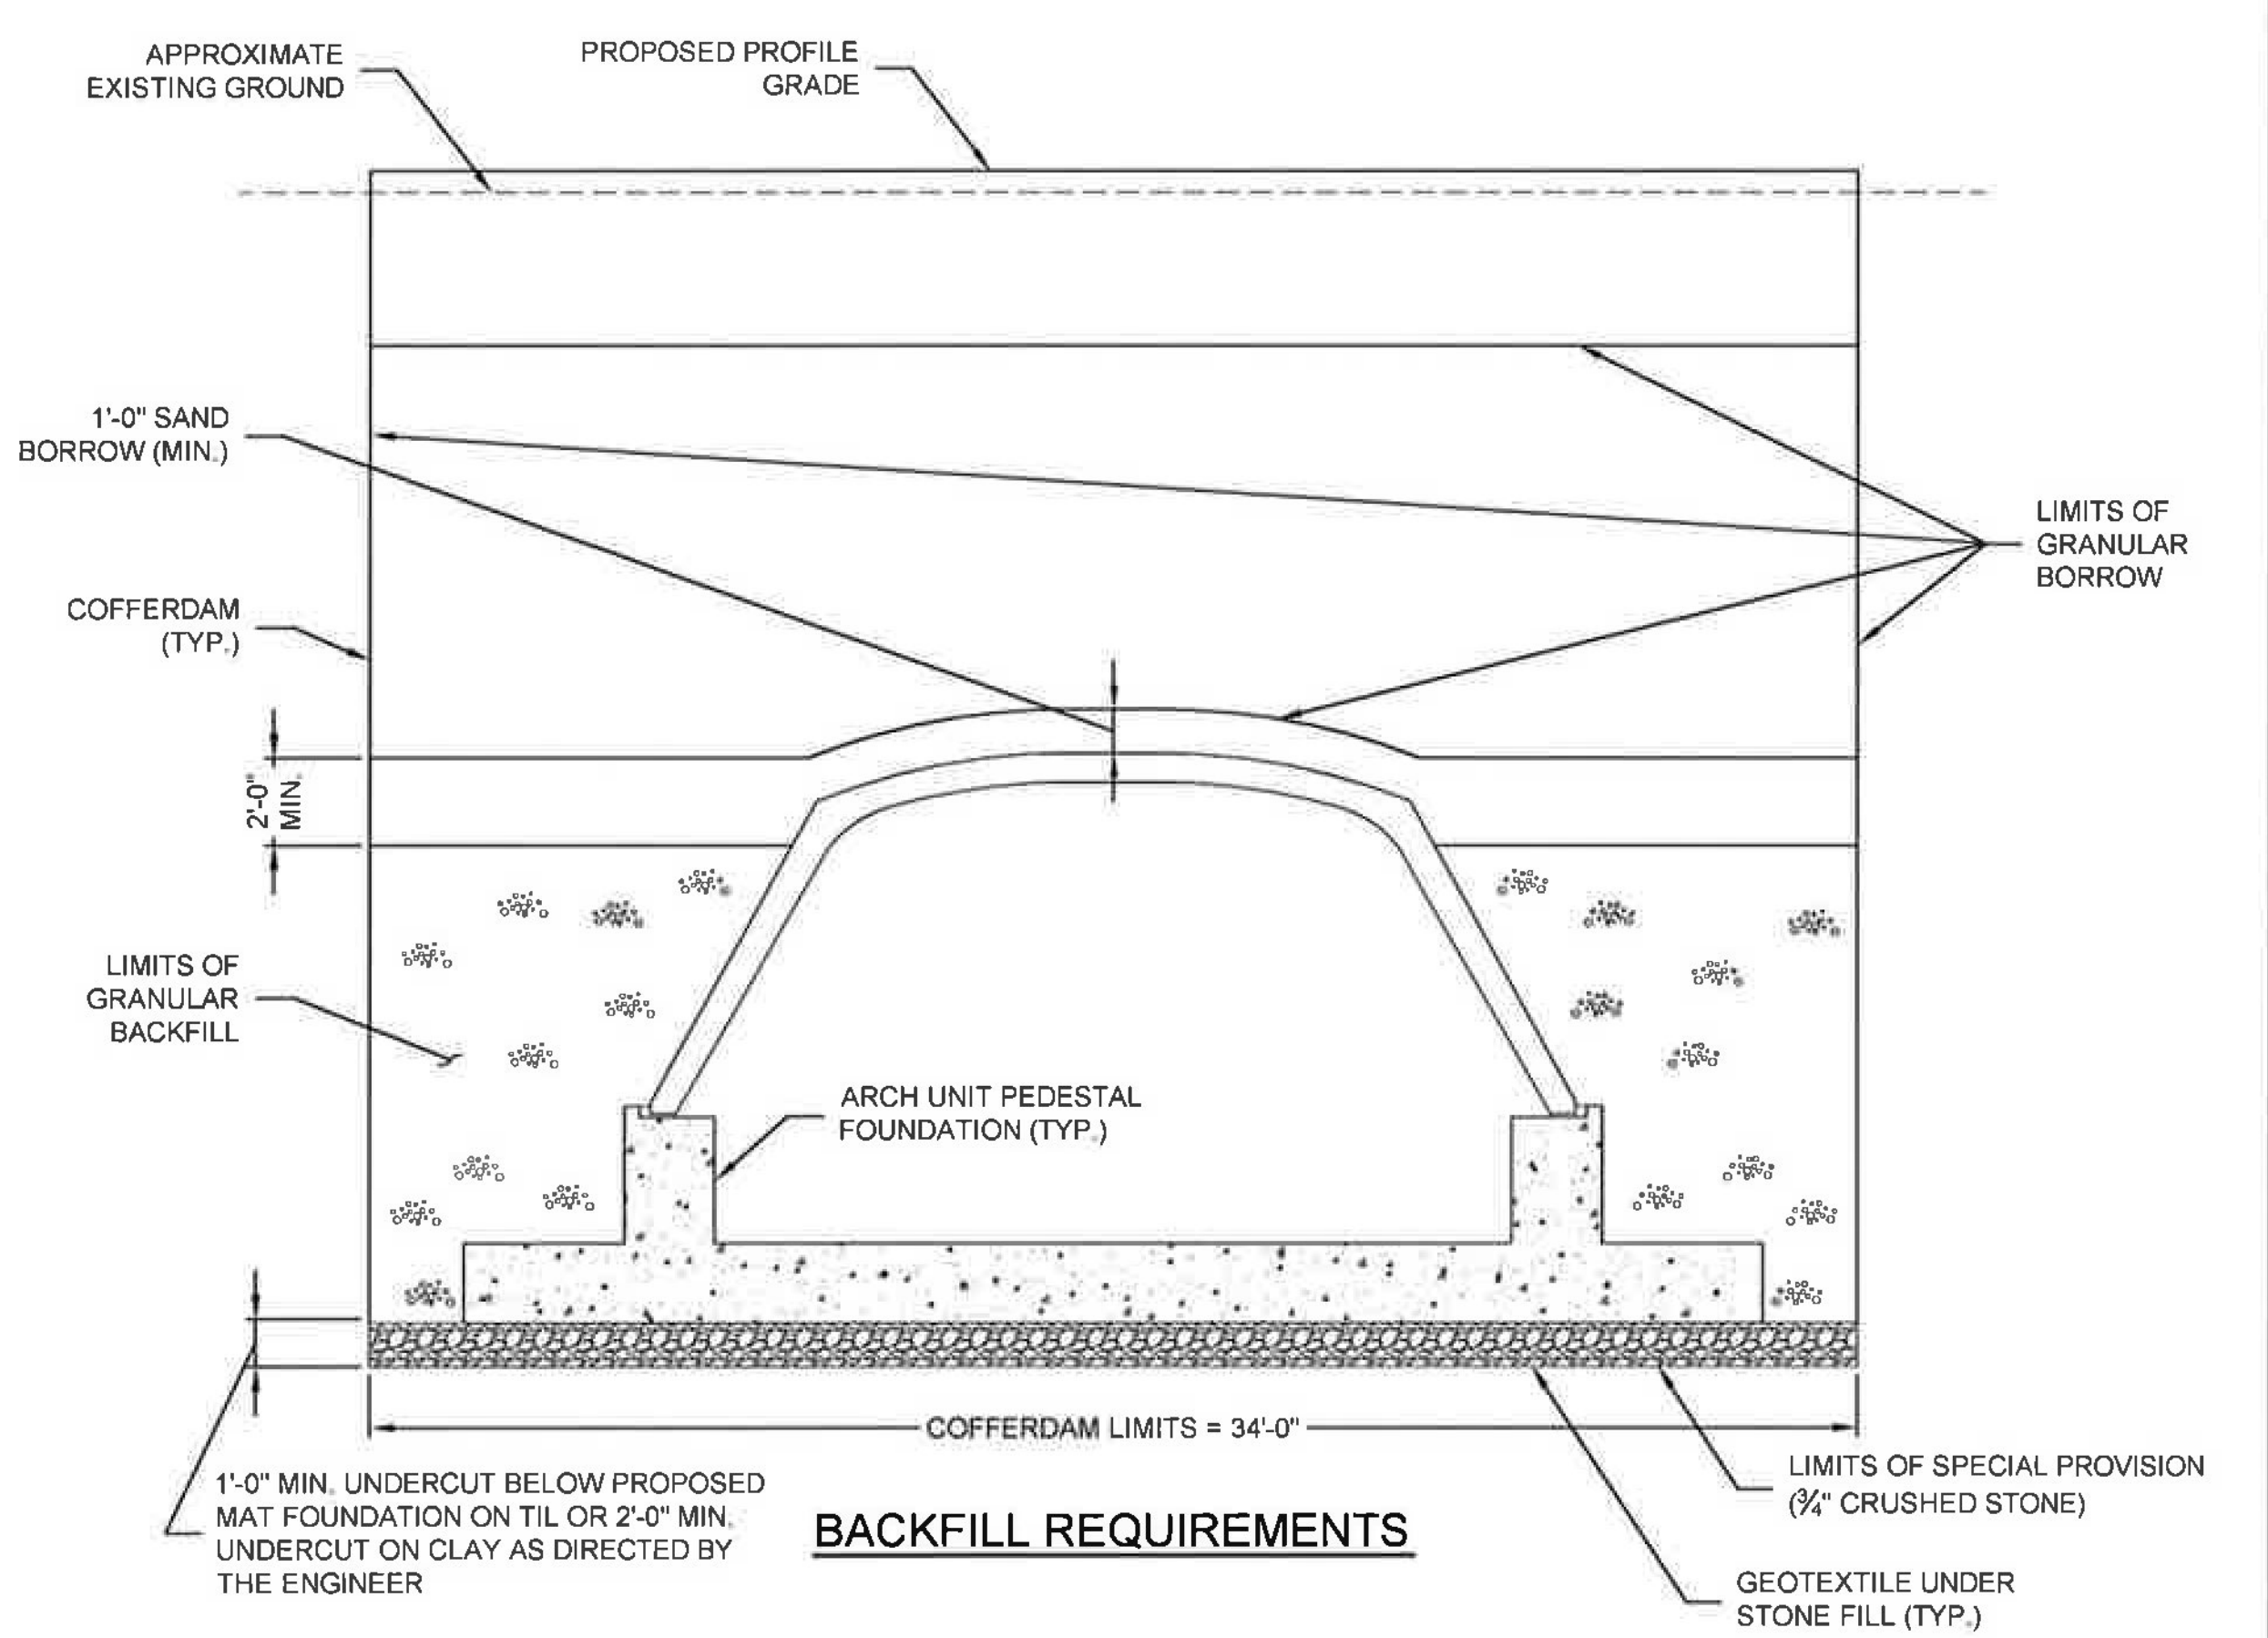 APPROXIMATE
EXISTING GROUND
PROPOSED PROFILE
GRADE
1'-0" SAND
BORROW (MIN.)
LIMITS OF
GRANULAR
BORROW
COFFERDAM
(TYP.)
2'-0"
MIN.
LIMITS OF
GRANULAR
BACKFILL
ARCH UNIT PEDESTAL
FOUNDATION (TYP.)
COFFERDAM LIMITS = 34'-0"
1'-0" MIN. UNDERCUT BELOW PROPOSED
MAT FOUNDATION ON TIL OR 2'-0" MIN.
UNDERCUT ON CLAY AS DIRECTED BY
THE ENGINEER
BACKFILL REQUIREMENTS
LIMITS OF SPECIAL PROVISION
(¾" CRUSHED STONE)
GEOTEXTILE UNDER
STONE FILL (TYP.)